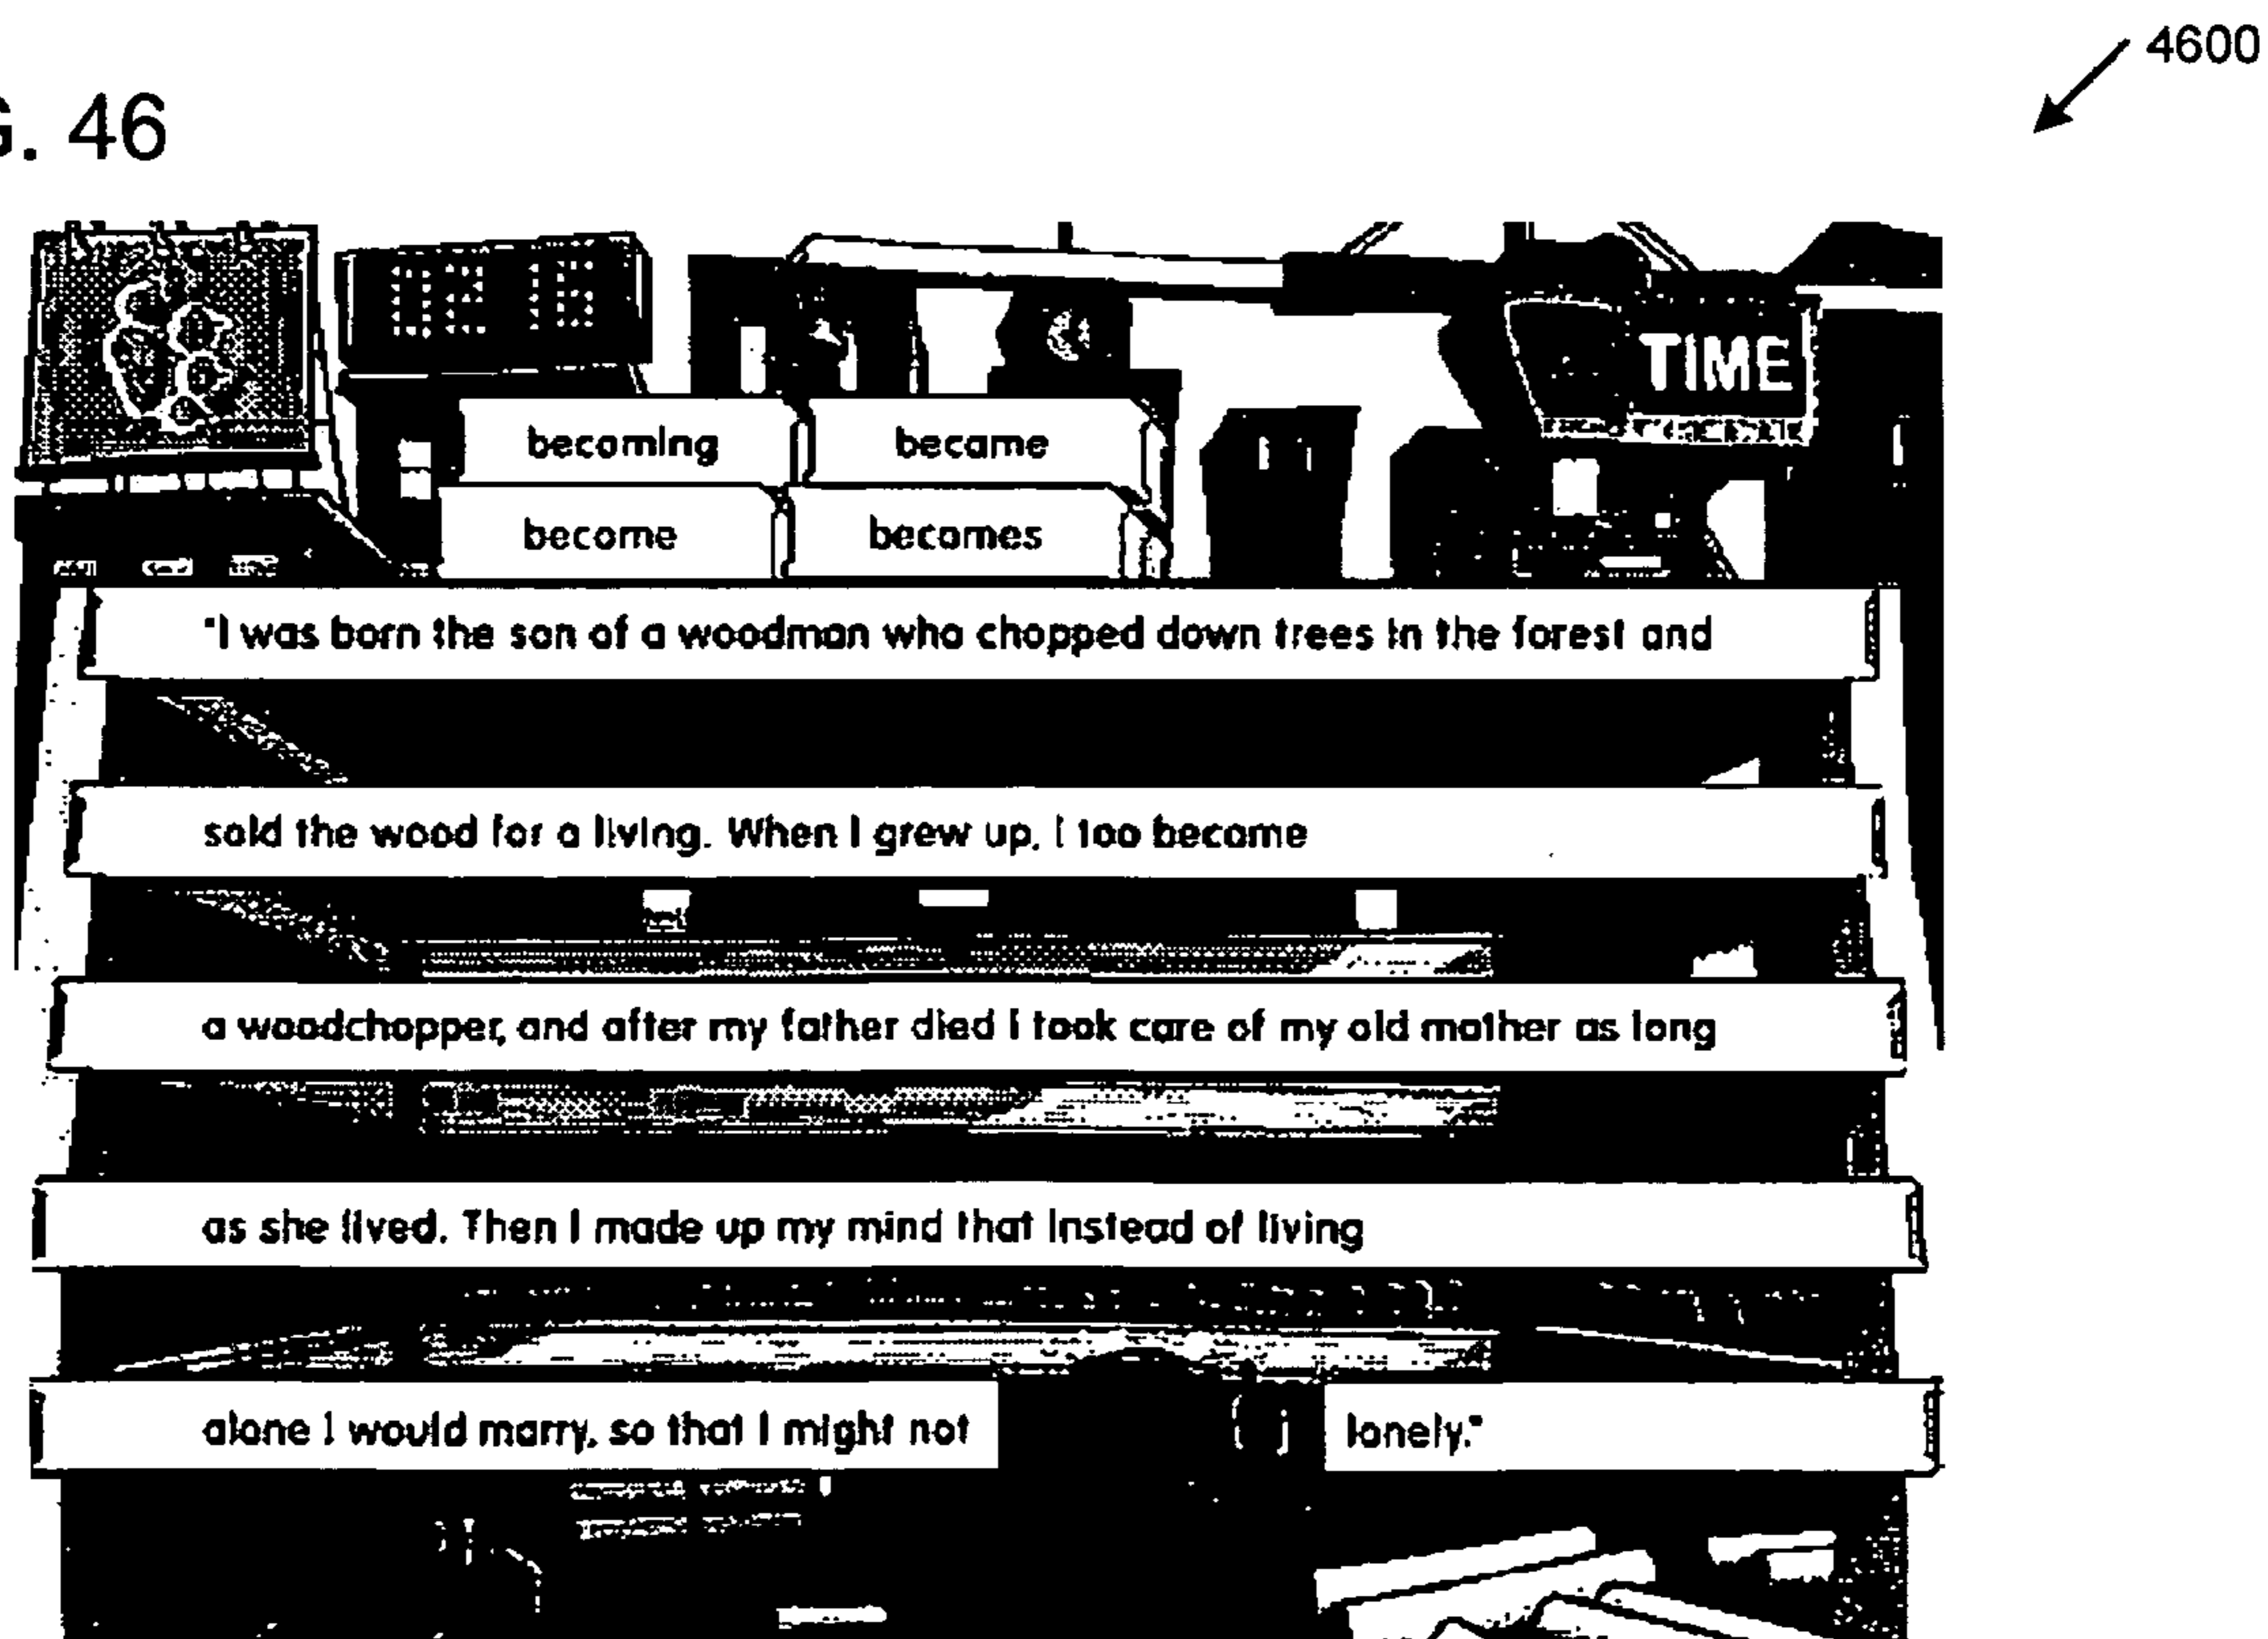 G. 46
4600
TIME
becoming became
become becomes
"I was born the son of a woodman who chopped down trees in the forest and
sold the wood for a living. When I grew up, I too became
a woodchopper, and after my father died I took care of my old mother as long
as she lived. Then I made up my mind that instead of living
alone I would marry, so that I might not lonely."